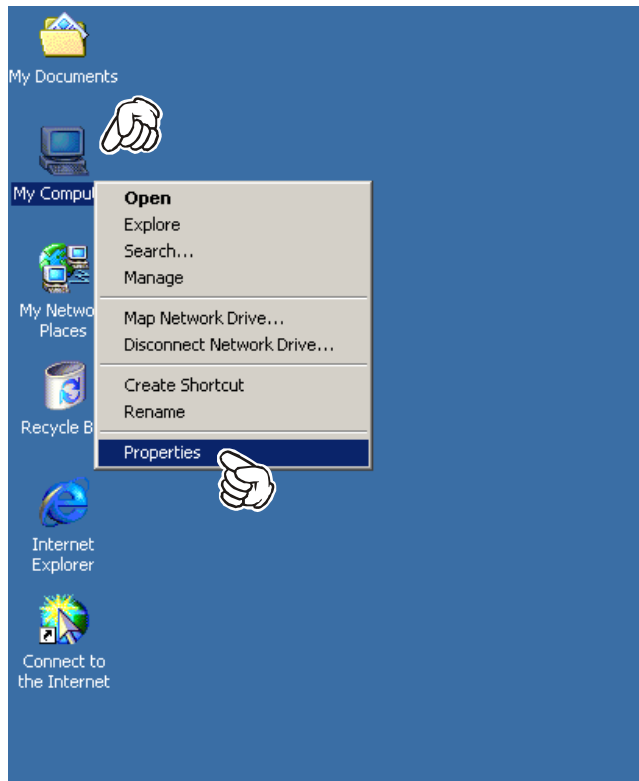 My Documents
My Comput
Open
Explore
Search...
Manage
Map Network Drive...
Disconnect Network Drive...
Create Shortcut
Rename
Properties
My Netwo
Places
Recycle B
Internet
Explorer
Connect to
the Internet